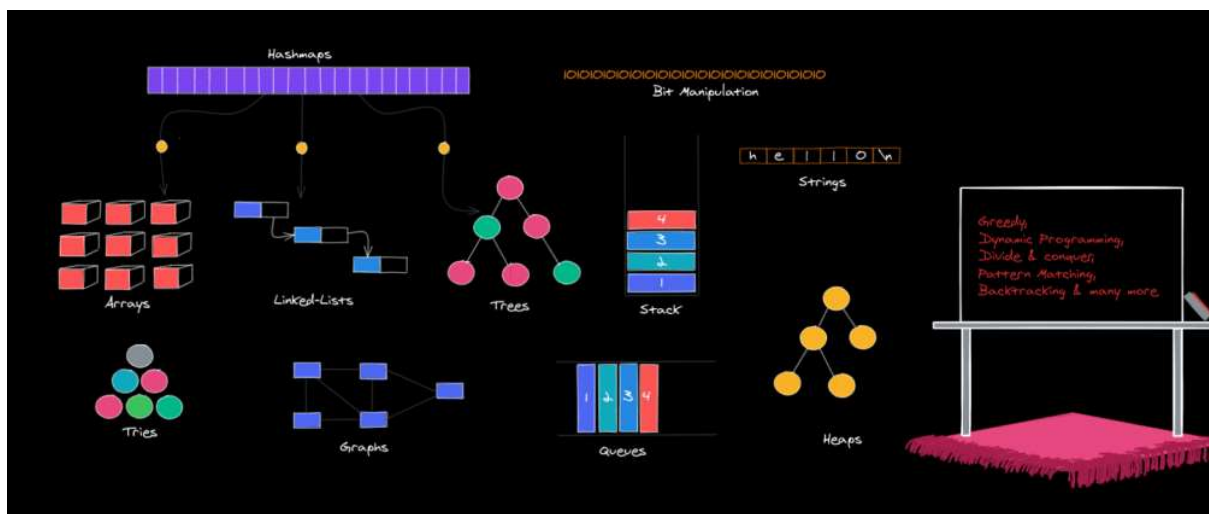 Hashmaps
1010101010101010101010101010101010101010
Bit Manipulation
h e l l o \n
Strings
4
3
2
1
Stack
Arrays
Linked-Lists
Trees
Greedy,
Dynamic Programming,
Divide & conquer,
Pattern Matching,
Backtracking & many more
Tries
Graphs
1 2 3 4
Queues
Heaps